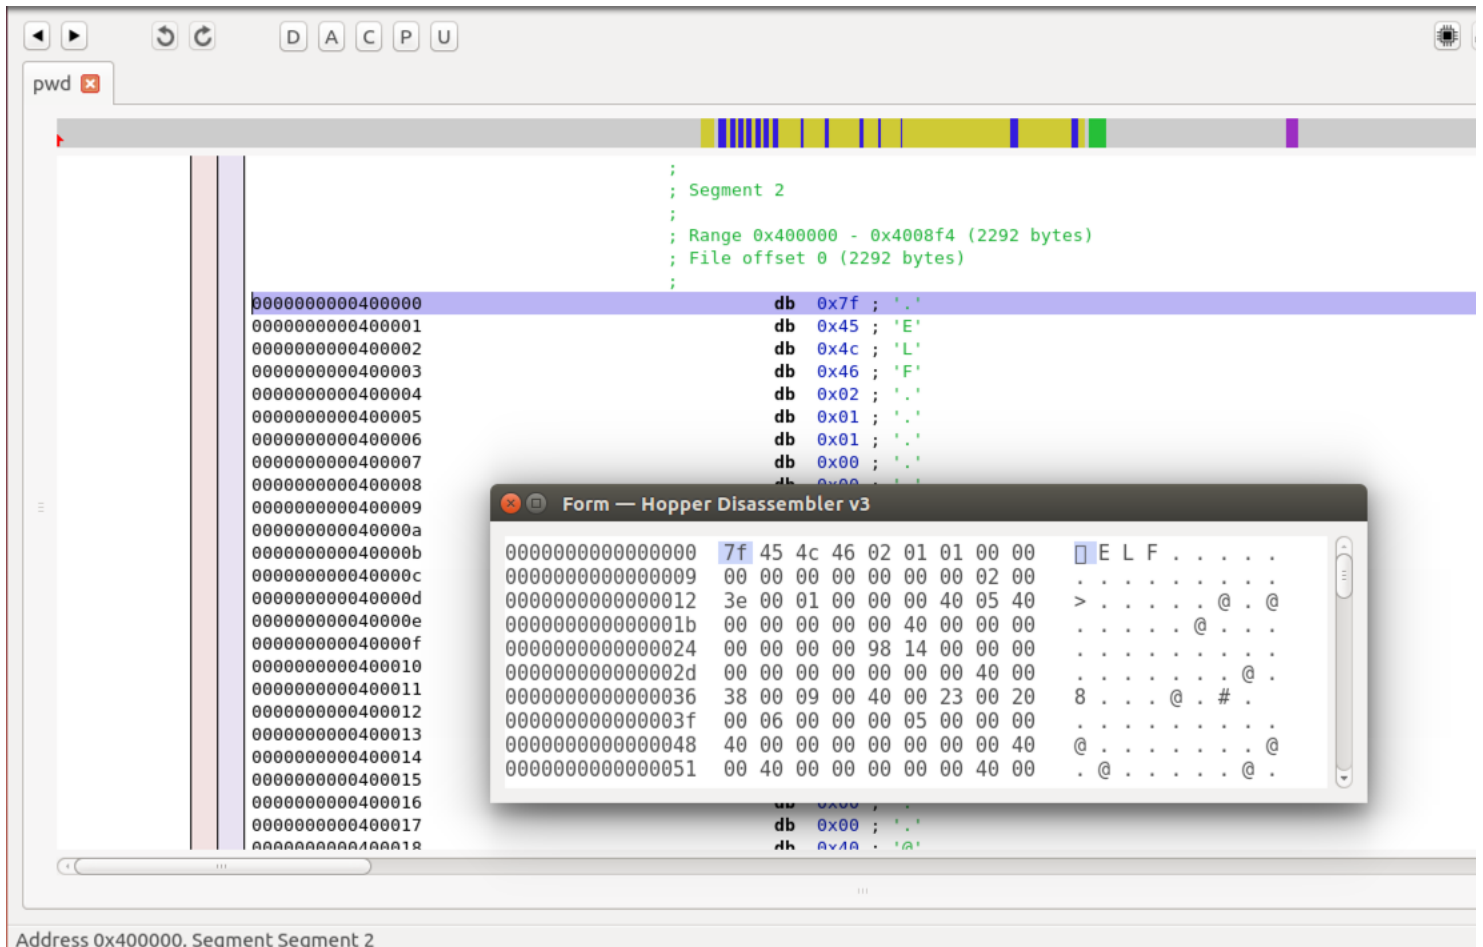 D A C P U
pwd
;
; Segment 2
;
; Range 0x400000 - 0x4008f4 (2292 bytes)
; File offset 0 (2292 bytes)
;
0000000000400000 db 0x7f ; '.'
0000000000400001 db 0x45 ; 'E'
0000000000400002 db 0x4c ; 'L'
0000000000400003 db 0x46 ; 'F'
0000000000400004 db 0x02 ; '.'
0000000000400005 db 0x01 ; '.'
0000000000400006 db 0x01 ; '.'
0000000000400007 db 0x00 ; '.'
0000000000400008 db 0x00 ; '.'
0000000000400009
000000000040000a
000000000040000b
000000000040000c
000000000040000d
000000000040000e
000000000040000f
0000000000400010
0000000000400011
0000000000400012
0000000000400013
0000000000400014
0000000000400015
0000000000400016 db 0x00 ; '.'
0000000000400017 db 0x00 ; '.'
0000000000400018 db 0x40 ; '@'
Form — Hopper Disassembler v3
0000000000000000 7f 45 4c 46 02 01 01 00 00 ▯ E L F . . . . .
0000000000000009 00 00 00 00 00 00 00 02 00 . . . . . . . . .
0000000000000012 3e 00 01 00 00 00 40 05 40 > . . . . . @ . @
000000000000001b 00 00 00 00 00 40 00 00 00 . . . . . @ . . .
0000000000000024 00 00 00 00 98 14 00 00 00 . . . . . . . . .
000000000000002d 00 00 00 00 00 00 00 40 00 . . . . . . . @ .
0000000000000036 38 00 09 00 40 00 23 00 20 8 . . . @ . # .
000000000000003f 00 06 00 00 00 05 00 00 00 . . . . . . . . .
0000000000000048 40 00 00 00 00 00 00 00 40 @ . . . . . . . @
0000000000000051 00 40 00 00 00 00 00 40 00 . @ . . . . . @ .
Address 0x400000, Segment Segment 2